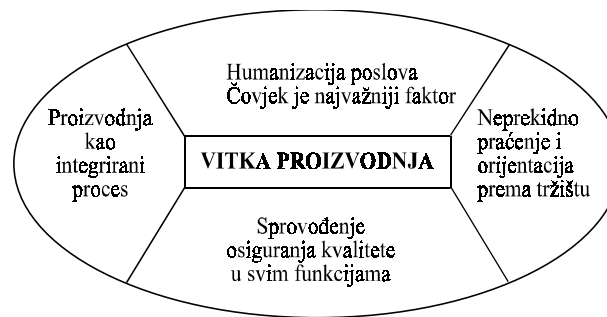 Humanizacija poslova
Čovjek je najvažniji faktor
Proizvodnja
kao
integrirani
proces
VITKA PROIZVODNJA
Neprekidno
praćenje i
orijentacija
prema tržištu
Sprovođenje
osiguranja kvalitete
u svim funkcijama